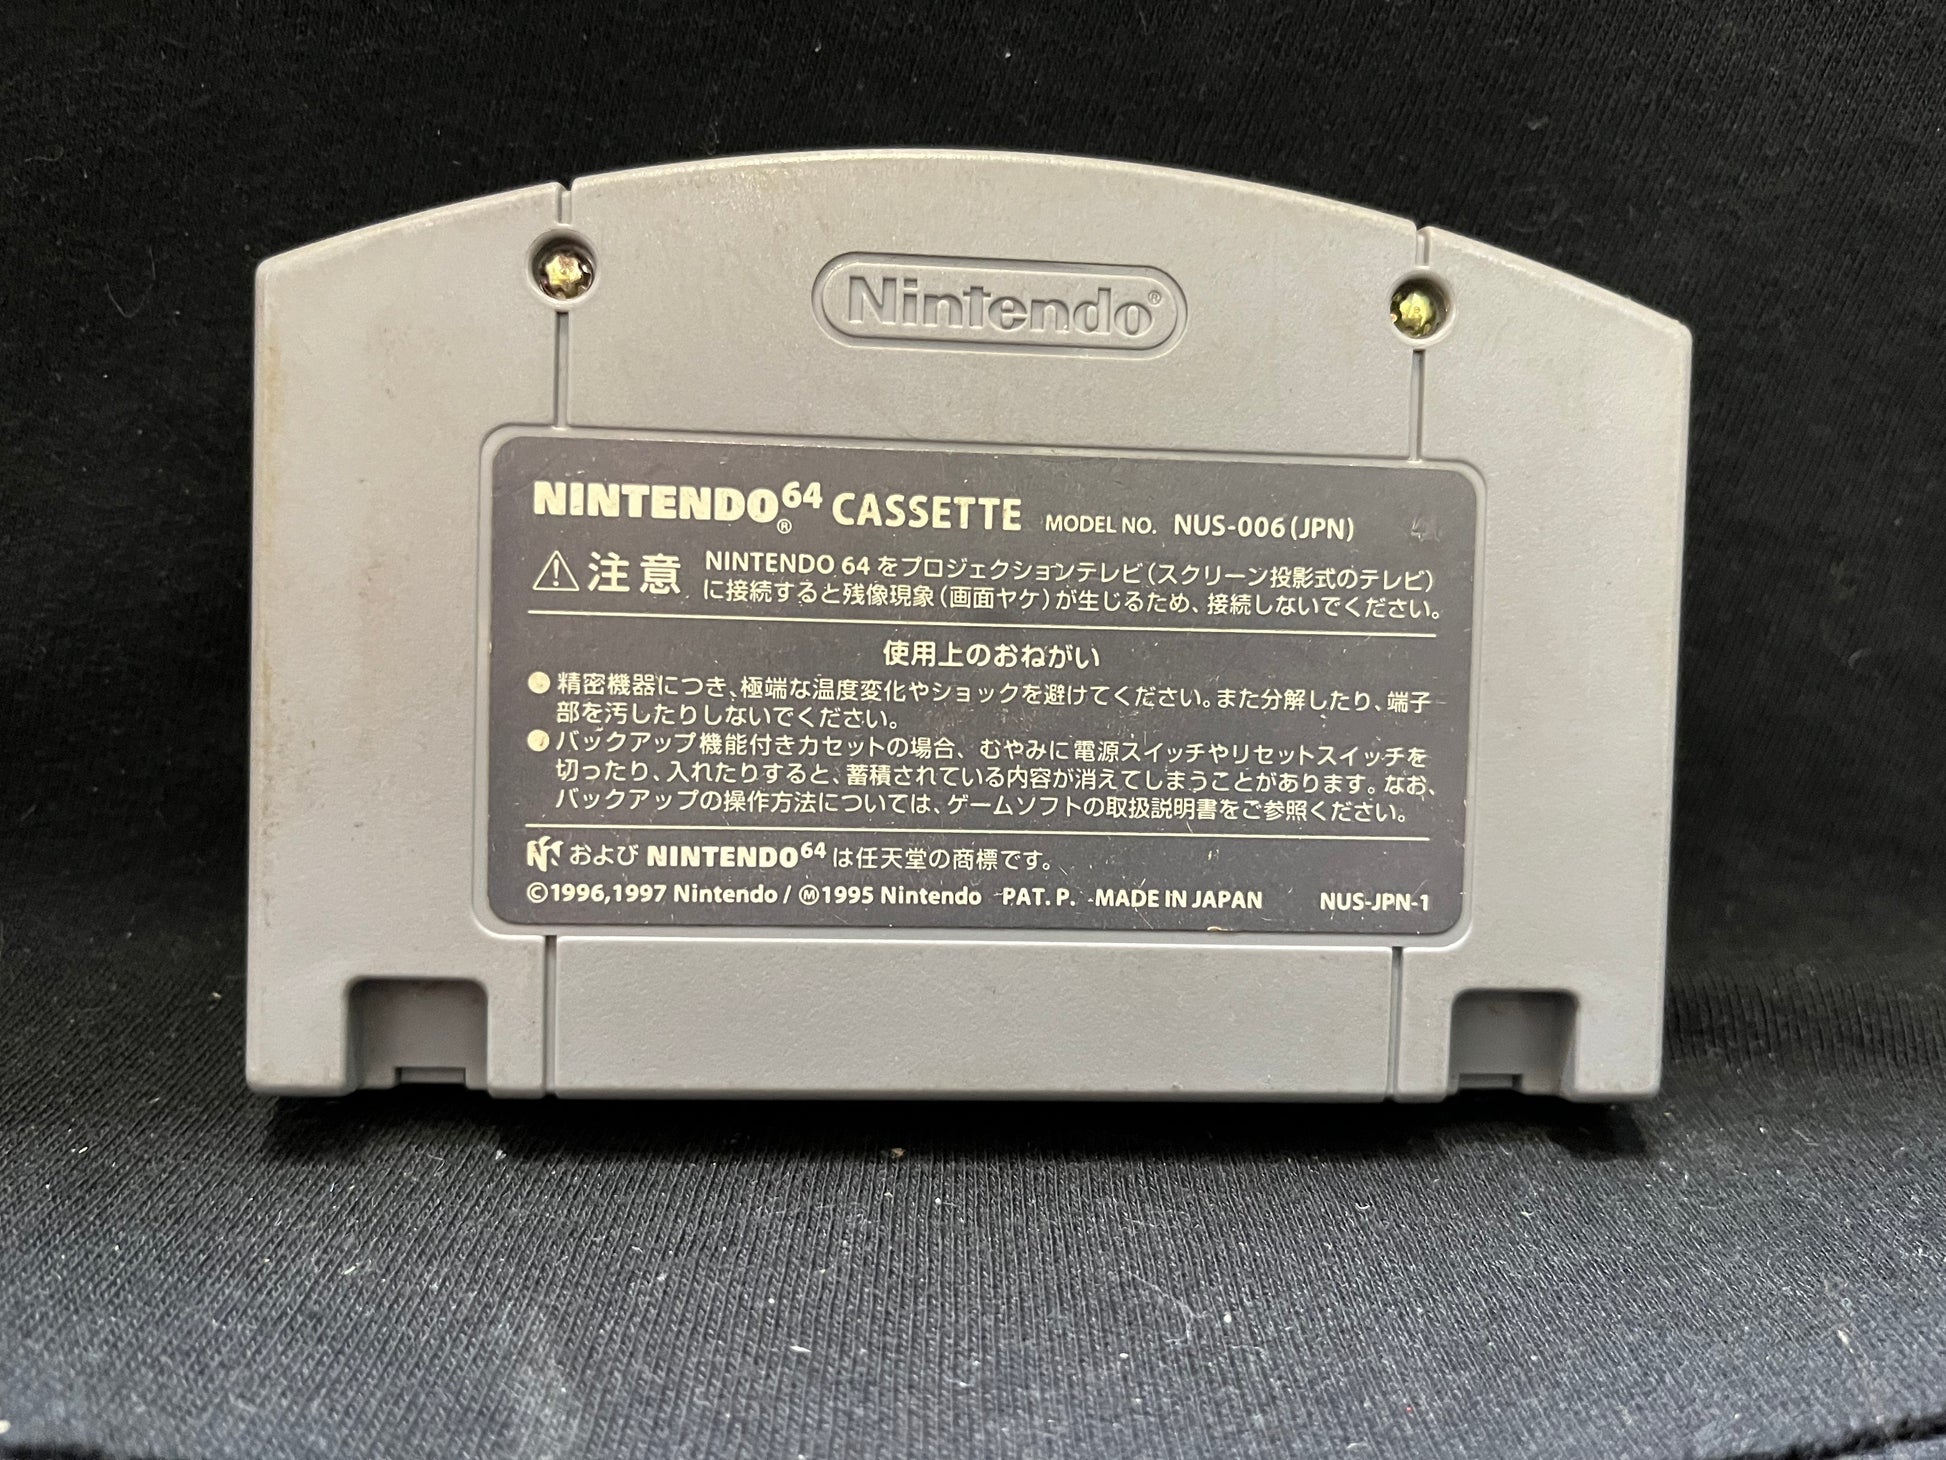 Nintendo®
NINTENDO®64 CASSETTE MODEL NO. NUS-006(JPN) 41
⚠注意 NINTENDO 64 をプロジェクションテレビ(スクリーン投影式のテレビ)
に接続すると残像現象(画面ヤケ)が生じるため、接続しないでください。
使用上のおねがい
●精密機器につき、極端な温度変化やショックを避けてください。また分解したり、端子
部を汚したりしないでください。
●バックアップ機能付きカセットの場合、むやみに電源スイッチやリセットスイッチを
切ったり、入れたりすると、蓄積されている内容が消えてしまうことがあります。なお、
バックアップの操作方法については、ゲームソフトの取扱説明書をご参照ください。
N および NINTENDO64 は任天堂の商標です。
©1996,1997 Nintendo / Ⓜ1995 Nintendo PAT. P. MADE IN JAPAN NUS-JPN-1